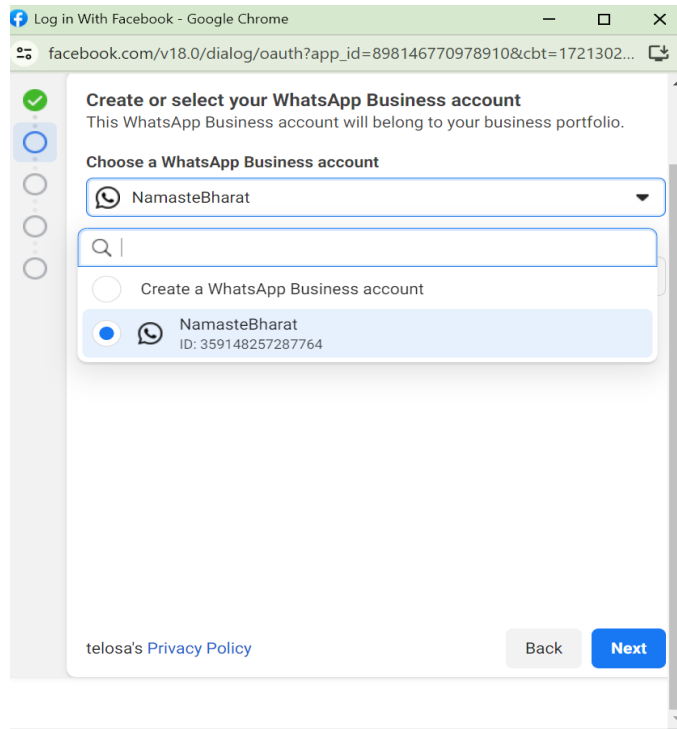 Log in With Facebook - Google Chrome
facebook.com/v18.0/dialog/oauth?app_id=898146770978910&cbt=1721302...
Create or select your WhatsApp Business account
This WhatsApp Business account will belong to your business portfolio.
Choose a WhatsApp Business account
NamasteBharat
Create a WhatsApp Business account
NamasteBharat
ID: 359148257287764
telosa's Privacy Policy
Back
Next